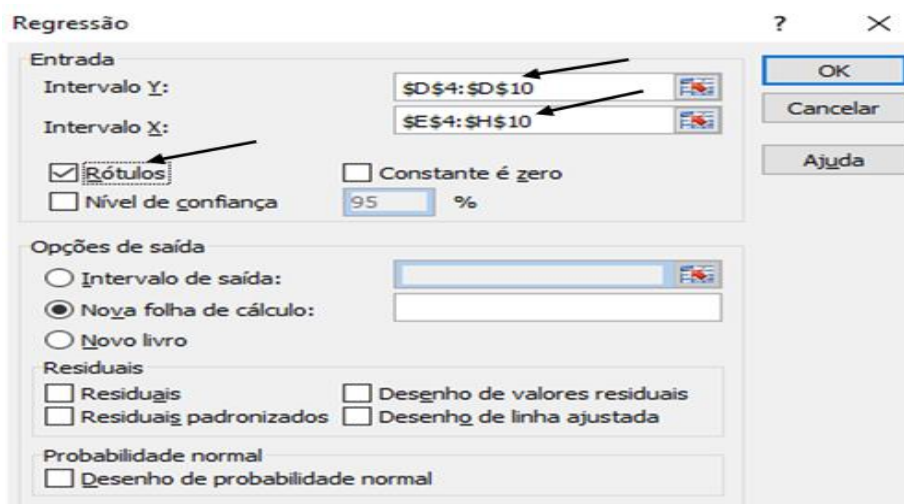 Regressão ? ×
Entrada
Intervalo Y: $D$4:$D$10
Intervalo X: $E$4:$H$10
Rótulos Constante é zero
Nível de confiança 95 %
OK
Cancelar
Ajuda
Opções de saída
Intervalo de saída:
Nova folha de cálculo:
Novo livro
Residuais
Residuais Desenho de valores residuais
Residuais padronizados Desenho de linha ajustada
Probabilidade normal
Desenho de probabilidade normal